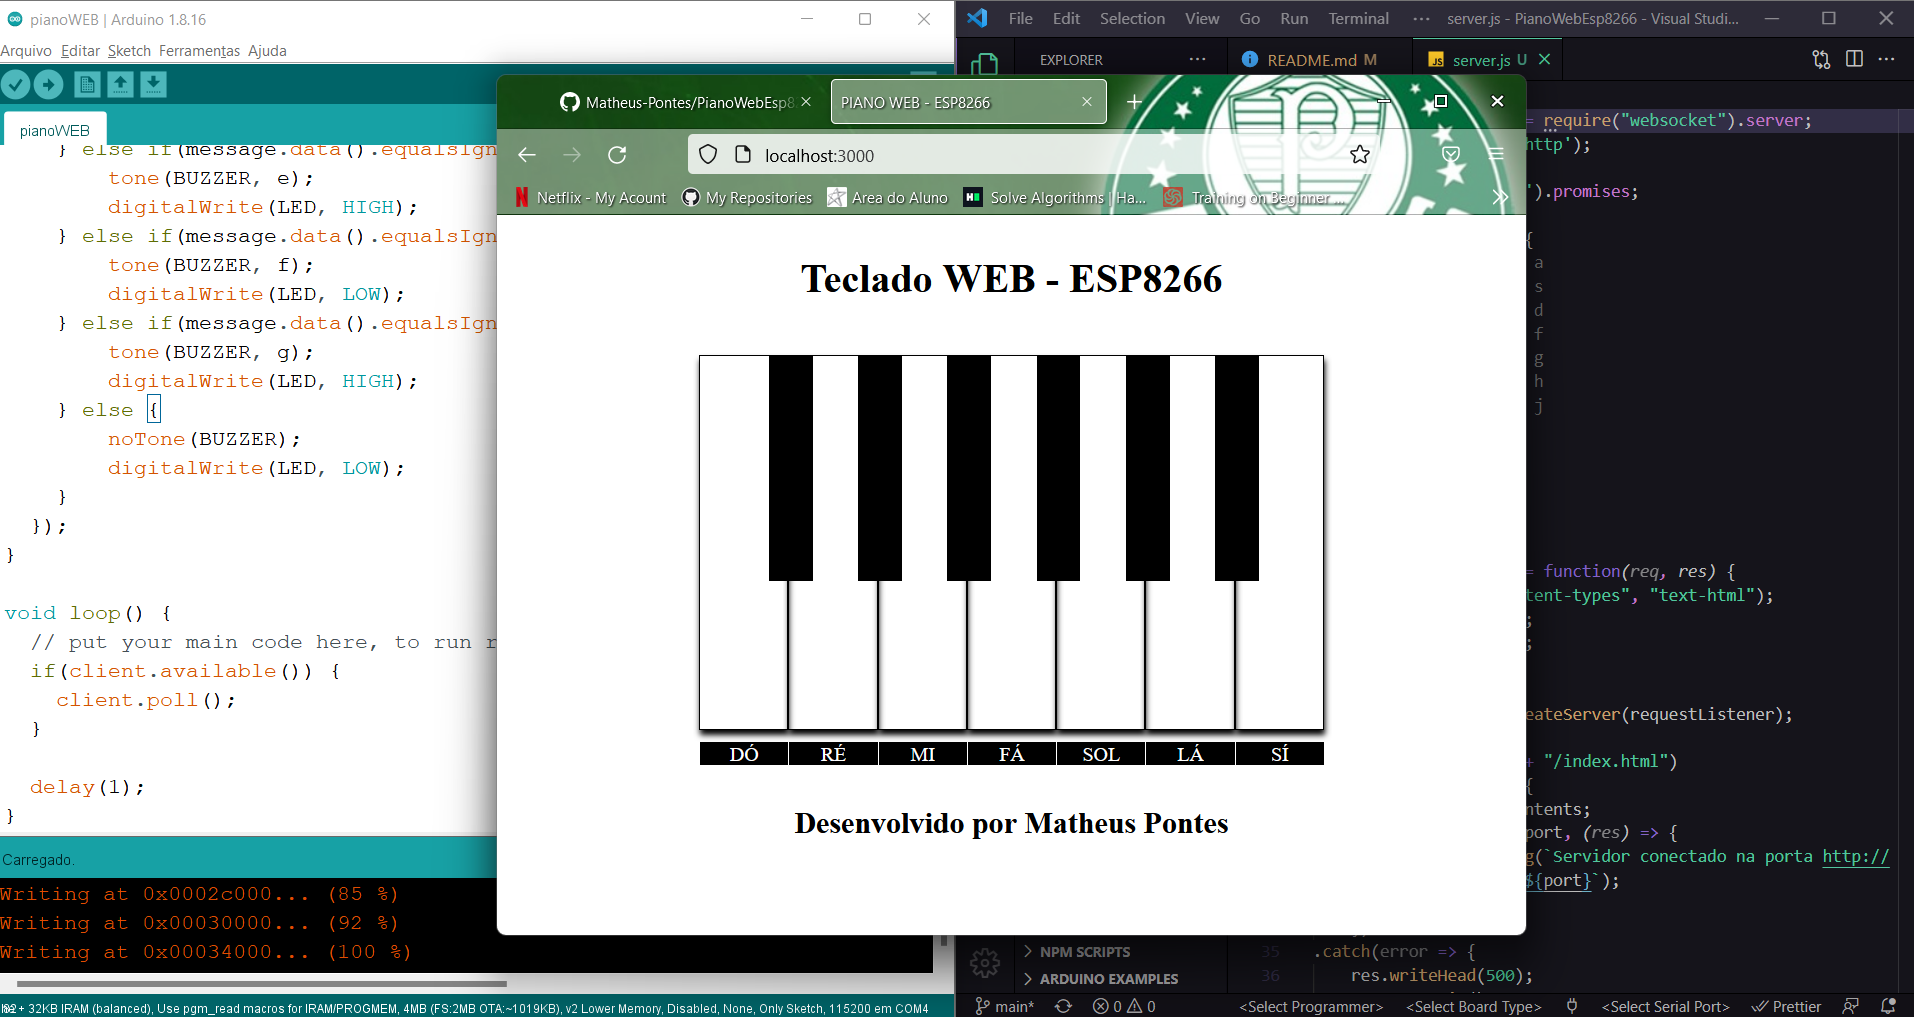 pianoWEB | Arduino 1.8.16
Arquivo Editar Sketch Ferramentas Ajuda
pianoWEB
} else if(message.data().equalsIgn
tone(BUZZER, e);
digitalWrite(LED, HIGH);
} else if(message.data().equalsIgn
tone(BUZZER, f);
digitalWrite(LED, LOW);
} else if(message.data().equalsIgn
tone(BUZZER, g);
digitalWrite(LED, HIGH);
} else {
noTone(BUZZER);
digitalWrite(LED, LOW);
}
});
}
void loop() {
// put your main code here, to run r
if(client.available()) {
client.poll();
}
delay(1);
}
Carregado.
Writing at 0x0002c000... (85 %)
Writing at 0x00030000... (92 %)
Writing at 0x00034000... (100 %)
+ 32KB IRAM (balanced), Use pgm_read macros for IRAM/PROGMEM, 4MB (FS:2MB OTA:~1019KB), v2 Lower Memory, Disabled, None, Only Sketch, 115200 em COM4
Matheus-Pontes/PianoWebEsp8
PIANO WEB - ESP8266
localhost:3000
Netflix - My Acount My Repositories Area do Aluno Solve Algorithms | Ha... Training on Beginner ...
Teclado WEB - ESP8266
DÓ RÉ MI FÁ SOL LÁ SÍ
Desenvolvido por Matheus Pontes
File Edit Selection View Go Run Terminal ··· server.js - PianoWebEsp8266 - Visual Studi...
EXPLORER ···
README.md M
server.js U
= require("websocket").server;
http');
').promises;
{
a
s
d
f
g
h
j
= function(req, res) {
tent-types", "text-html");
;
;
eateServer(requestListener);
+ "/index.html")
{
ntents;
port, (res) => {
g(`Servidor conectado na porta http://
${port}`);
NPM SCRIPTS
ARDUINO EXAMPLES
35 .catch(error => {
36 res.writeHead(500);
main* 0 0 <Select Programmer> <Select Board Type> <Select Serial Port> Prettier